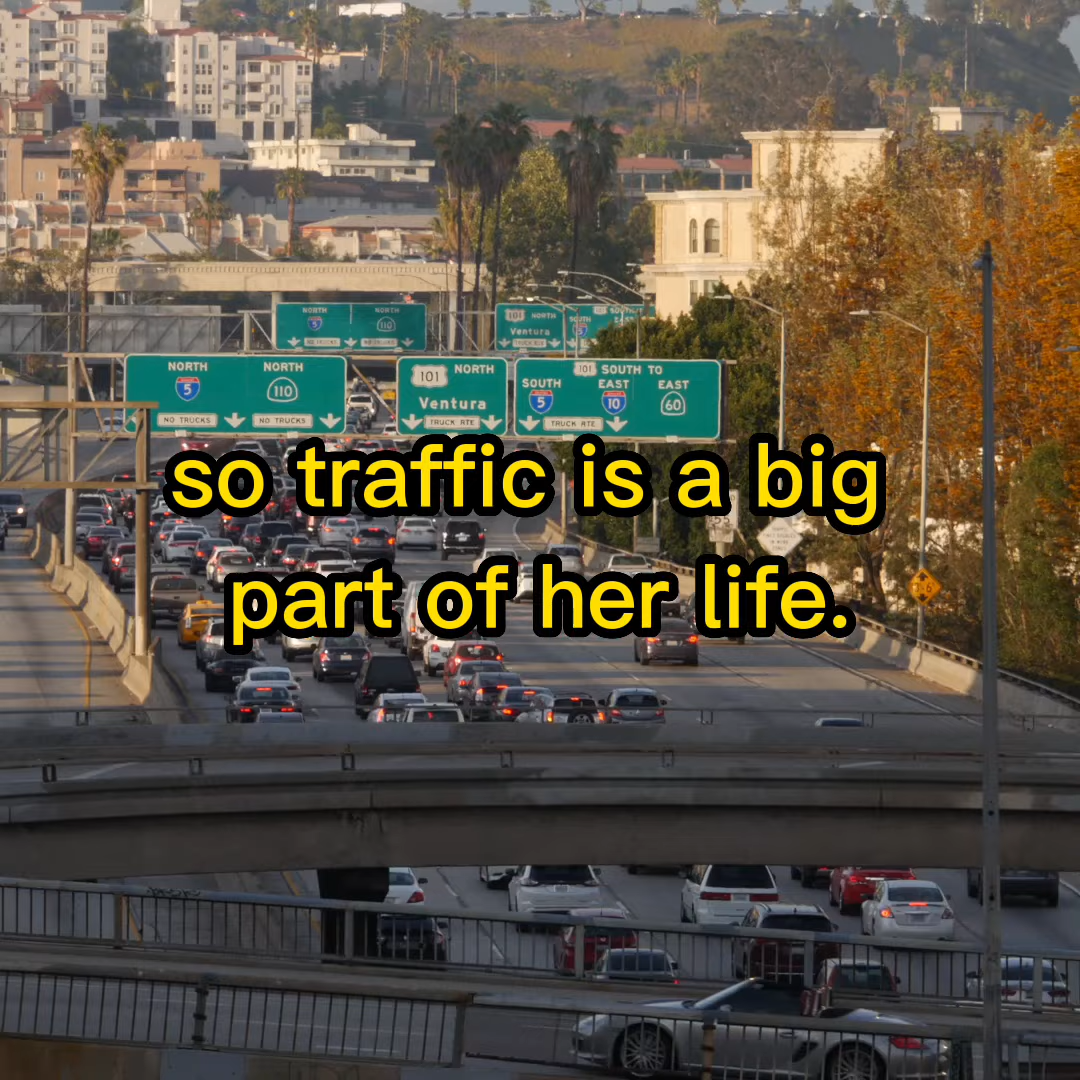 NORTH
5
NORTH
110
101 NORTH
Ventura
NORTH
5
NO TRUCKS
NORTH
110
NO TRUCKS
101 NORTH
Ventura
TRUCK RTE
101 SOUTH TO
SOUTH
5
EAST
10
EAST
60
TRUCK RTE
so traffic is a big
part of her life.